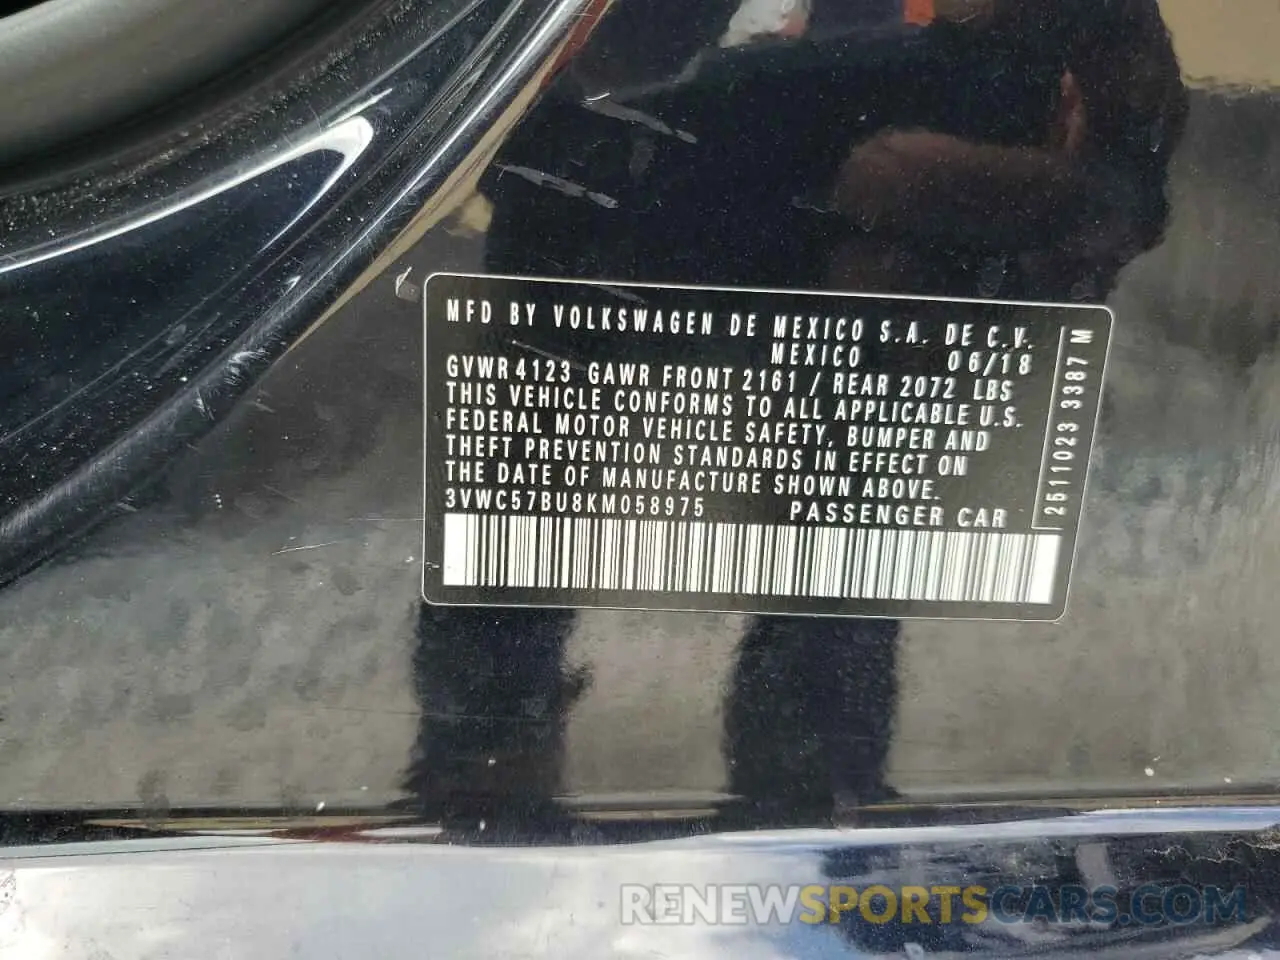 MFD BY VOLKSWAGEN DE MEXICO S.A. DE C.V.
MEXICO 06/18
GVWR 4123 GAWR FRONT 2161 / REAR 2072 LBS
THIS VEHICLE CONFORMS TO ALL APPLICABLE U.S.
FEDERAL MOTOR VEHICLE SAFETY, BUMPER AND
THEFT PREVENTION STANDARDS IN EFFECT ON
THE DATE OF MANUFACTURE SHOWN ABOVE.
3VWC57BU8KM058975 PASSENGER CAR
2511023 3387 M
RENEWSPORTSCARS.COM